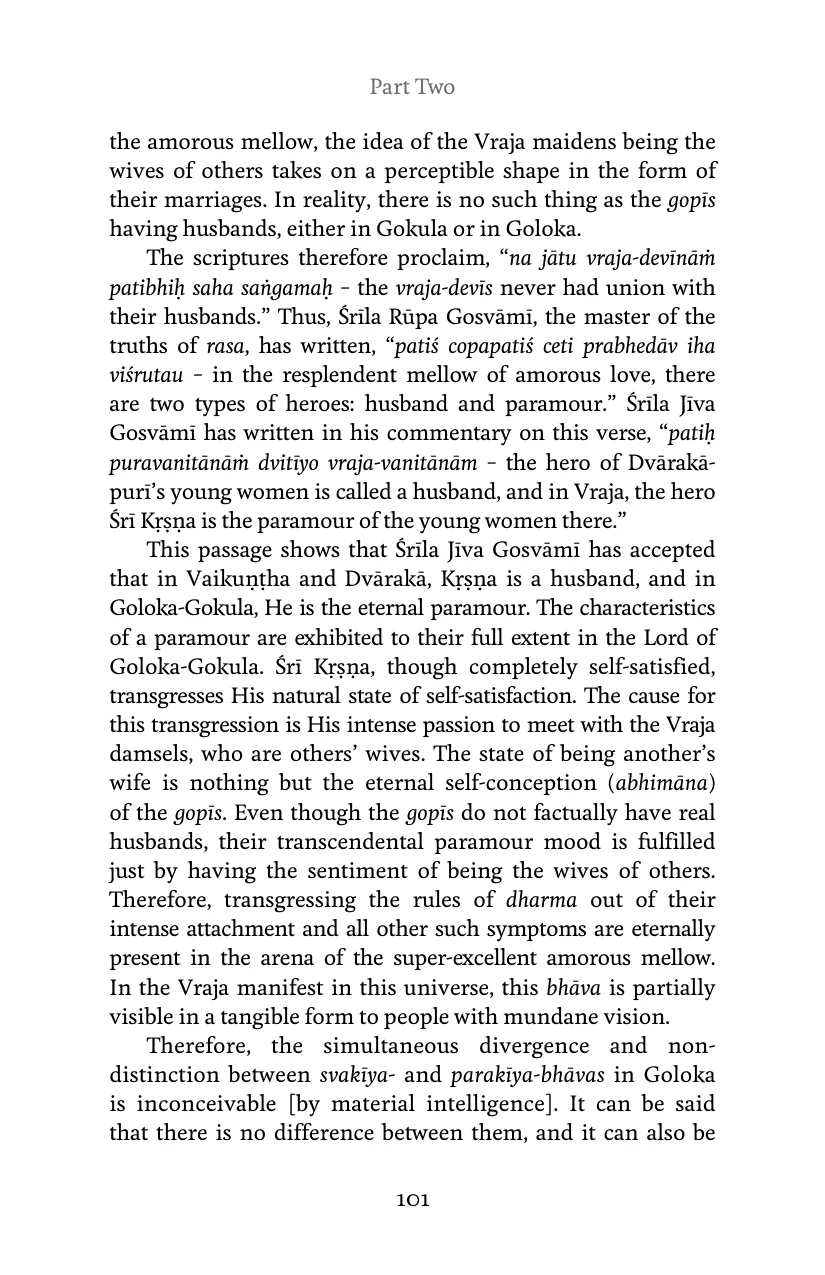 Part Two
the amorous mellow, the idea of the Vraja maidens being the
wives of others takes on a perceptible shape in the form of
their marriages. In reality, there is no such thing as the gopīs
having husbands, either in Gokula or in Goloka.
The scriptures therefore proclaim, “na jātu vraja-devīnāṁ
patibhiḥ saha saṅgamaḥ – the vraja-devīs never had union with
their husbands.” Thus, Śrīla Rūpa Gosvāmī, the master of the
truths of rasa, has written, “patiś copapatiś ceti prabhedāv iha
viśrutau – in the resplendent mellow of amorous love, there
are two types of heroes: husband and paramour.” Śrīla Jīva
Gosvāmī has written in his commentary on this verse, “patiḥ
puravanitānāṁ dvitīyo vraja-vanitānām – the hero of Dvārakā-
purī’s young women is called a husband, and in Vraja, the hero
Śrī Kṛṣṇa is the paramour of the young women there.”
This passage shows that Śrīla Jīva Gosvāmī has accepted
that in Vaikuṇṭha and Dvārakā, Kṛṣṇa is a husband, and in
Goloka-Gokula, He is the eternal paramour. The characteristics
of a paramour are exhibited to their full extent in the Lord of
Goloka-Gokula. Śrī Kṛṣṇa, though completely self-satisfied,
transgresses His natural state of self-satisfaction. The cause for
this transgression is His intense passion to meet with the Vraja
damsels, who are others’ wives. The state of being another’s
wife is nothing but the eternal self-conception (abhimāna)
of the gopīs. Even though the gopīs do not factually have real
husbands, their transcendental paramour mood is fulfilled
just by having the sentiment of being the wives of others.
Therefore, transgressing the rules of dharma out of their
intense attachment and all other such symptoms are eternally
present in the arena of the super-excellent amorous mellow.
In the Vraja manifest in this universe, this bhāva is partially
visible in a tangible form to people with mundane vision.
Therefore, the simultaneous divergence and non-
distinction between svakīya- and parakīya-bhāvas in Goloka
is inconceivable [by material intelligence]. It can be said
that there is no difference between them, and it can also be
101